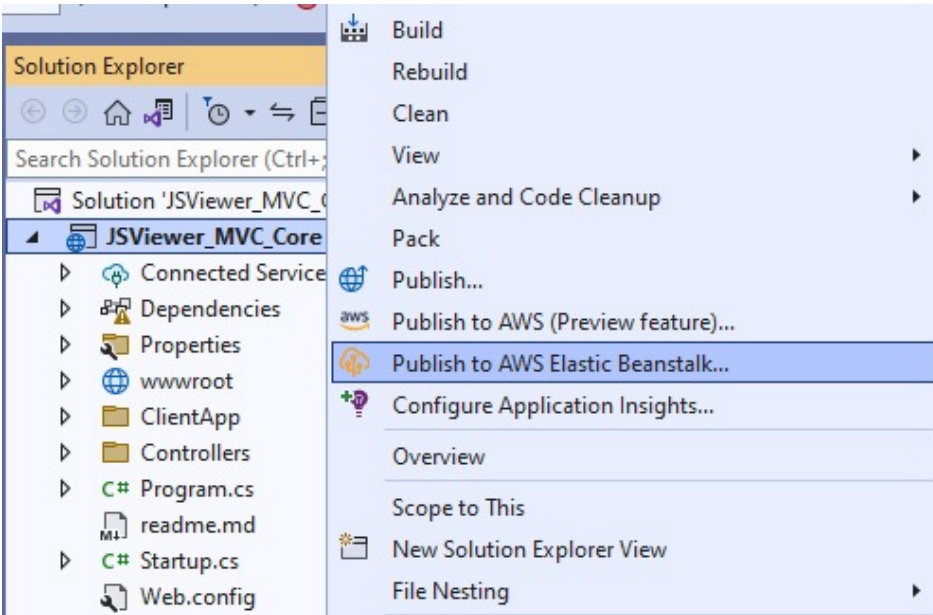 Solution Explorer
Search Solution Explorer (Ctrl+;
Solution 'JSViewer_MVC_
JSViewer_MVC_Core
Connected Service
Dependencies
Properties
wwwroot
ClientApp
Controllers
C# Program.cs
readme.md
C# Startup.cs
Web.config
Build
Rebuild
Clean
View
Analyze and Code Cleanup
Pack
Publish...
aws Publish to AWS (Preview feature)...
Publish to AWS Elastic Beanstalk...
Configure Application Insights...
Overview
Scope to This
New Solution Explorer View
File Nesting